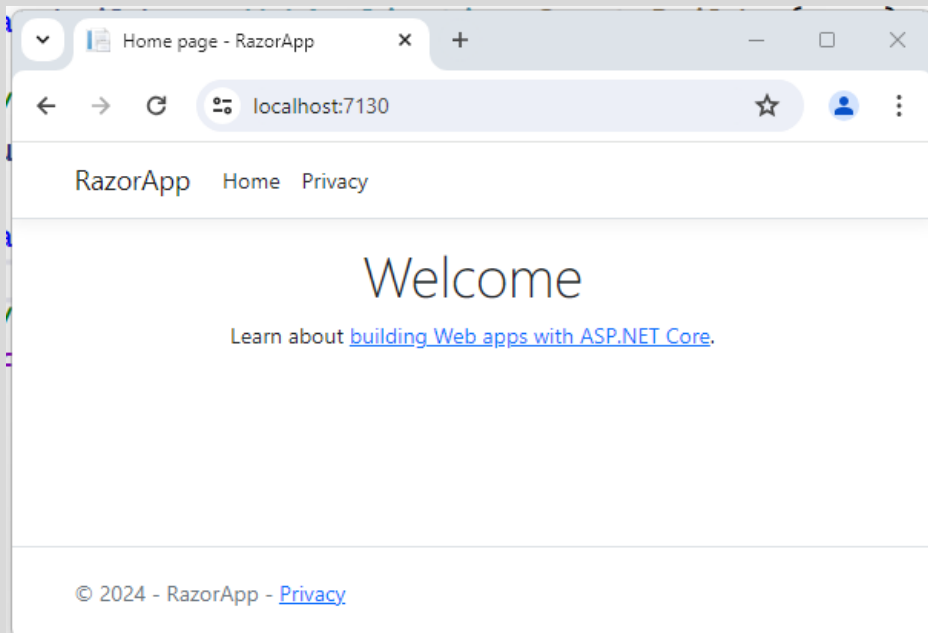 Home page - RazorApp
localhost:7130
RazorApp Home Privacy
Welcome
Learn about building Web apps with ASP.NET Core.
© 2024 - RazorApp - Privacy